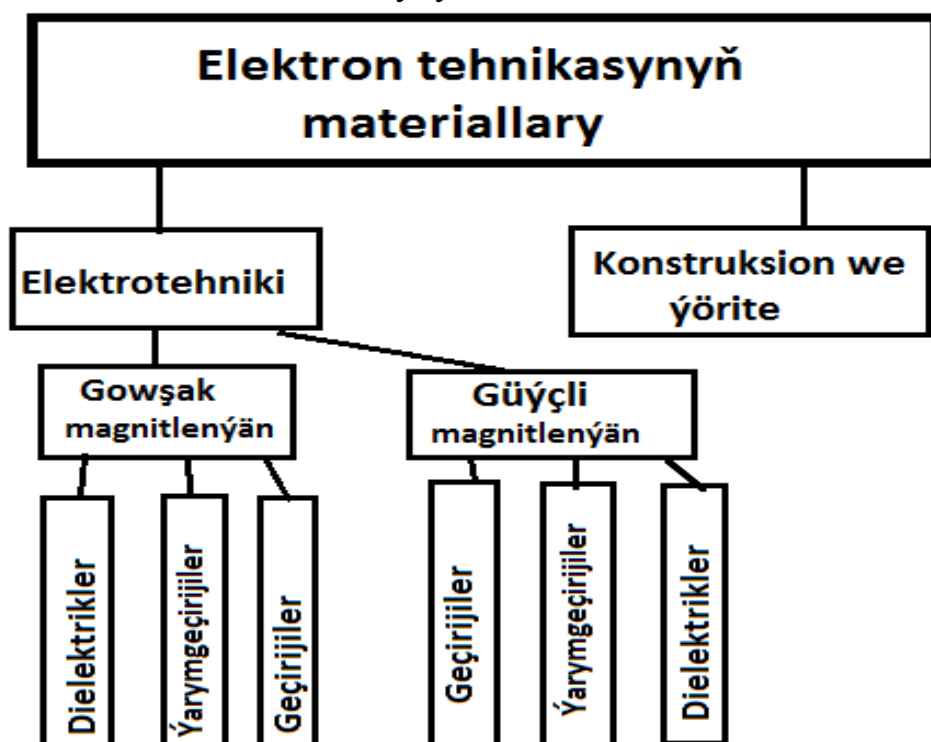 Elektron tehnikasynyň
materiallary
Elektrotehniki
Konstruksion we
ýörite
Gowşak
magnitlenýän
Güýçli
magnitlenýän
Dielektrikler
Ýarymgeçirijiler
Geçirijiler
Geçirijiler
Ýarymgeçirijiler
Dielektrikler